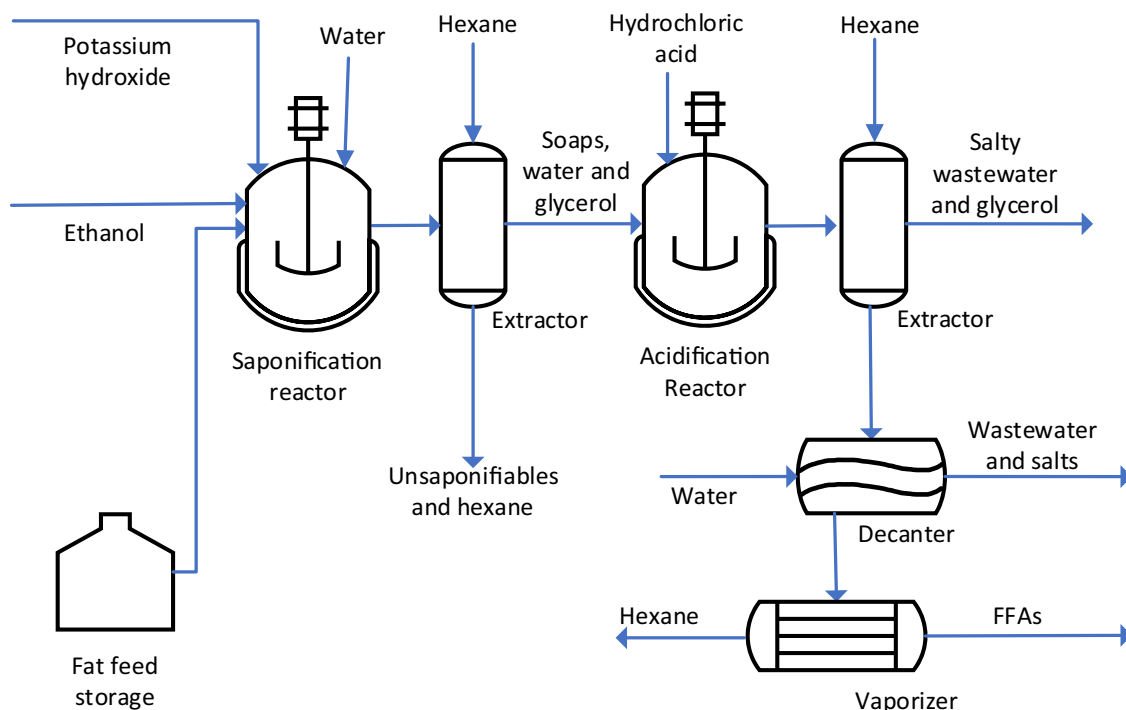 Potassium
hydroxide
Water
Hexane
Hydrochloric
acid
Hexane
Soaps,
water and
glycerol
Salty
wastewater
and glycerol
Ethanol
Extractor
Extractor
Saponification
reactor
Acidification
Reactor
Unsaponifiables
and hexane
Wastewater
and salts
Water
Decanter
Hexane
FFAs
Fat feed
storage
Vaporizer